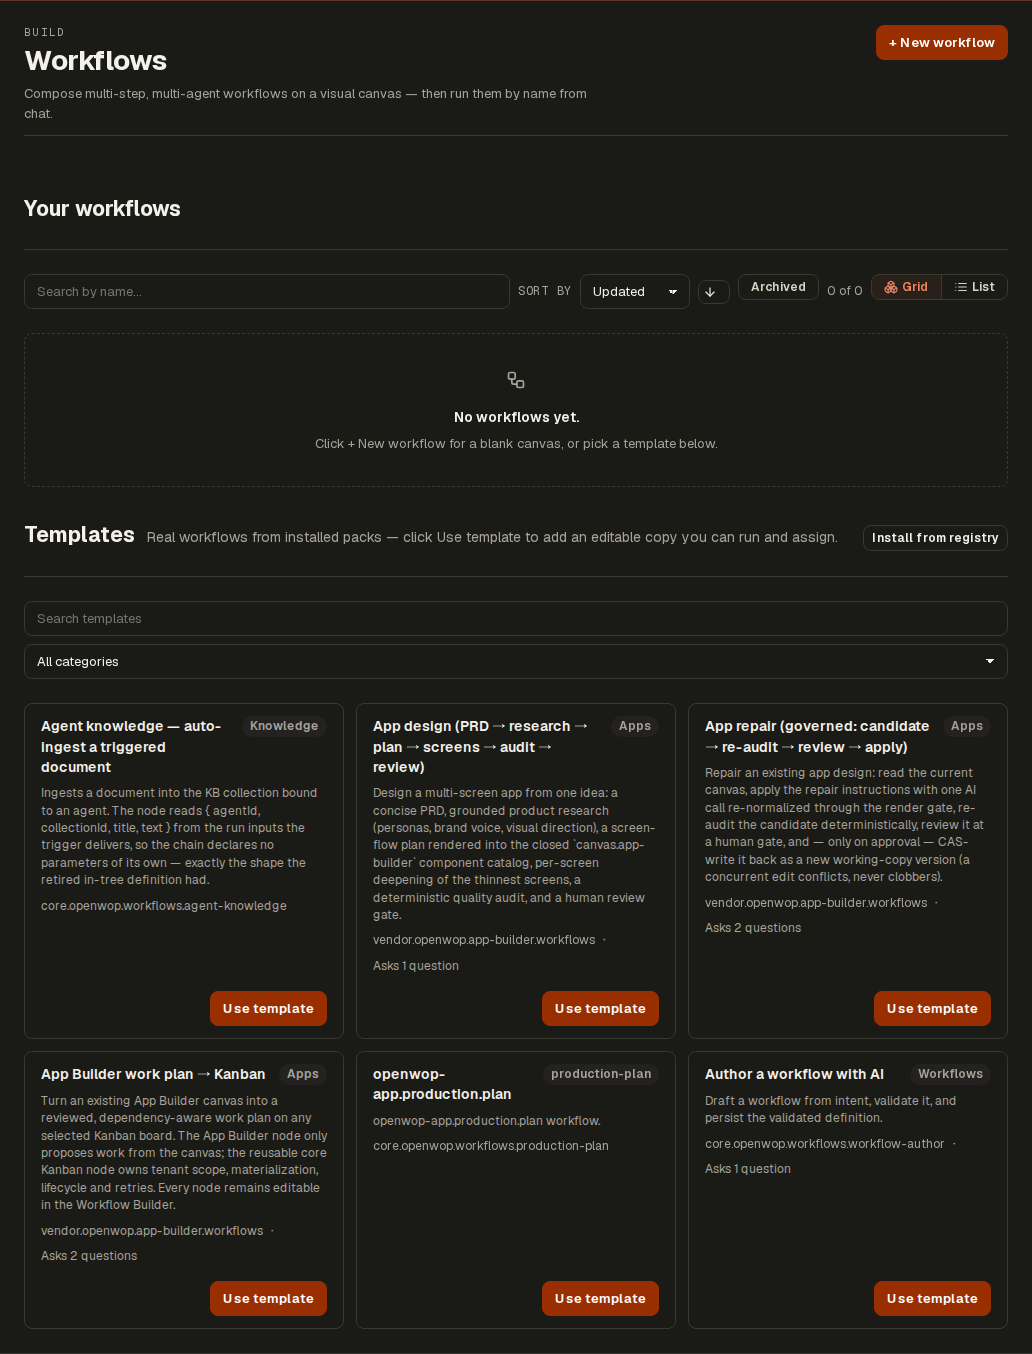 BUILD
Workflows
+ New workflow
Compose multi-step, multi-agent workflows on a visual canvas — then run them by name from
chat.
Your workflows
Search by name...
SORT BY
Updated
Archived
0 of 0
Grid
List
No workflows yet.
Click + New workflow for a blank canvas, or pick a template below.
Templates
Real workflows from installed packs — click Use template to add an editable copy you can run and assign.
Install from registry
Search templates
All categories
Agent knowledge — auto-
ingest a triggered
document
Knowledge
Ingests a document into the KB collection bound
to an agent. The node reads { agentId,
collectionId, title, text } from the run inputs the
trigger delivers, so the chain declares no
parameters of its own — exactly the shape the
retired in-tree definition had.
core.openwop.workflows.agent-knowledge
Use template
App design (PRD → research →
plan → screens → audit →
review)
Apps
Design a multi-screen app from one idea: a
concise PRD, grounded product research
(personas, brand voice, visual direction), a screen-
flow plan rendered into the closed `canvas.app-
builder` component catalog, per-screen
deepening of the thinnest screens, a
deterministic quality audit, and a human review
gate.
vendor.openwop.app-builder.workflows ·
Asks 1 question
Use template
App repair (governed: candidate
→ re-audit → review → apply)
Apps
Repair an existing app design: read the current
canvas, apply the repair instructions with one AI
call re-normalized through the render gate, re-
audit the candidate deterministically, review it at
a human gate, and — only on approval — CAS-
write it back as a new working-copy version (a
concurrent edit conflicts, never clobbers).
vendor.openwop.app-builder.workflows ·
Asks 2 questions
Use template
App Builder work plan → Kanban
Apps
Turn an existing App Builder canvas into a
reviewed, dependency-aware work plan on any
selected Kanban board. The App Builder node only
proposes work from the canvas; the reusable core
Kanban node owns tenant scope, materialization,
lifecycle and retries. Every node remains editable
in the Workflow Builder.
vendor.openwop.app-builder.workflows ·
Asks 2 questions
Use template
openwop-
app.production.plan
production-plan
openwop-app.production.plan workflow.
core.openwop.workflows.production-plan
Use template
Author a workflow with AI
Workflows
Draft a workflow from intent, validate it, and
persist the validated definition.
core.openwop.workflows.workflow-author ·
Asks 1 question
Use template